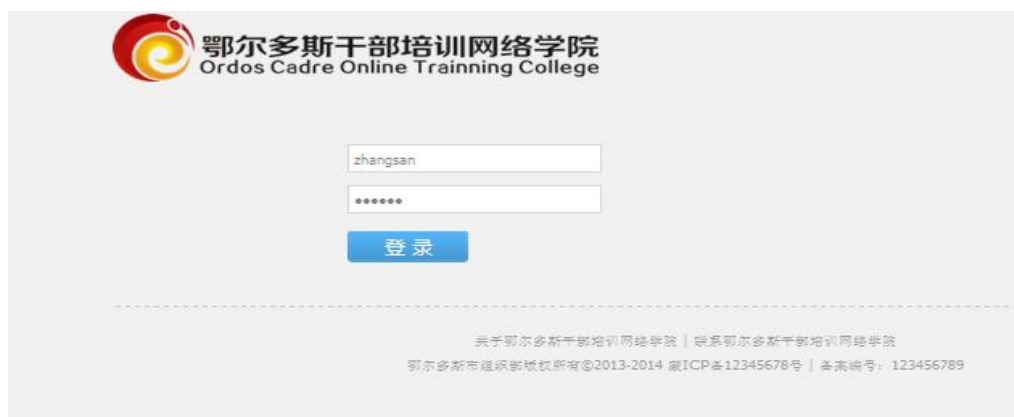 鄂尔多斯干部培训网络学院
Ordos Cadre Online Trainning College
zhangsan
••••••
登录
关于鄂尔多斯干部培训网络学院 | 联系鄂尔多斯干部培训网络学院
鄂尔多斯市组织部版权所有©2013-2014 蒙ICP备12345678号 | 备案编号：123456789